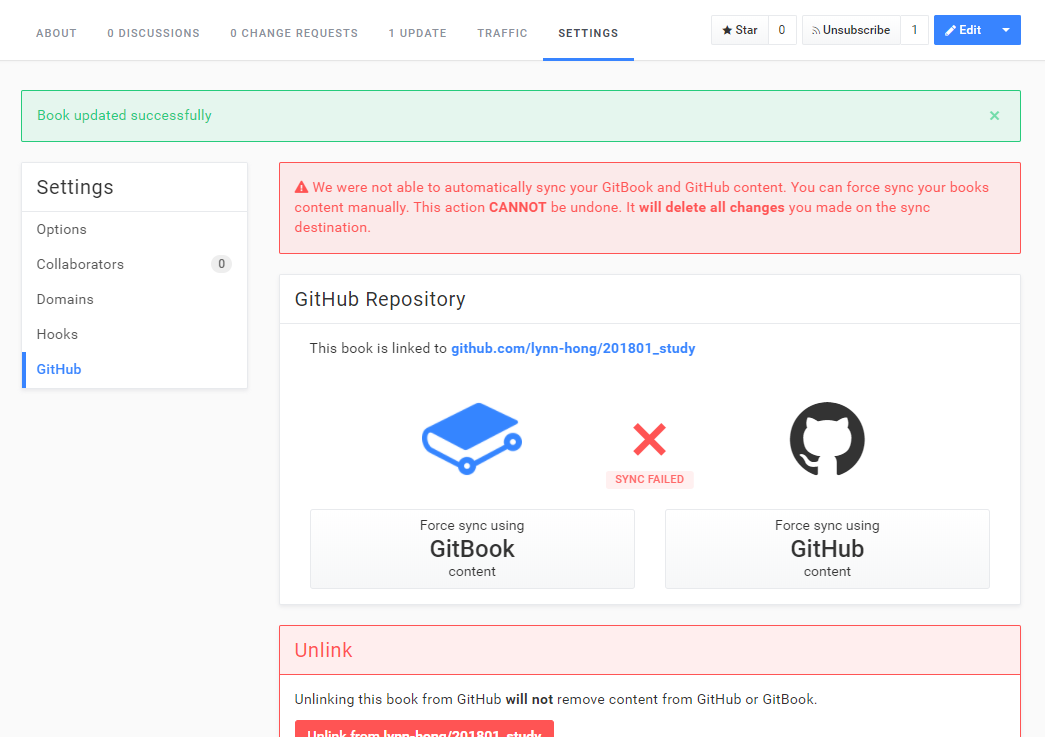 ABOUT 0 DISCUSSIONS 0 CHANGE REQUESTS 1 UPDATE TRAFFIC SETTINGS Star 0 Unsubscribe 1 Edit
Book updated successfully ×
Settings
Options
Collaborators 0
Domains
Hooks
GitHub
We were not able to automatically sync your GitBook and GitHub content. You can force sync your books
content manually. This action CANNOT be undone. It will delete all changes you made on the sync
destination.
GitHub Repository
This book is linked to github.com/lynn-hong/201801_study
SYNC FAILED
Force sync using
GitBook
content
Force sync using
GitHub
content
Unlink
Unlinking this book from GitHub will not remove content from GitHub or GitBook.
Unlink from lynn-hong/201801_study